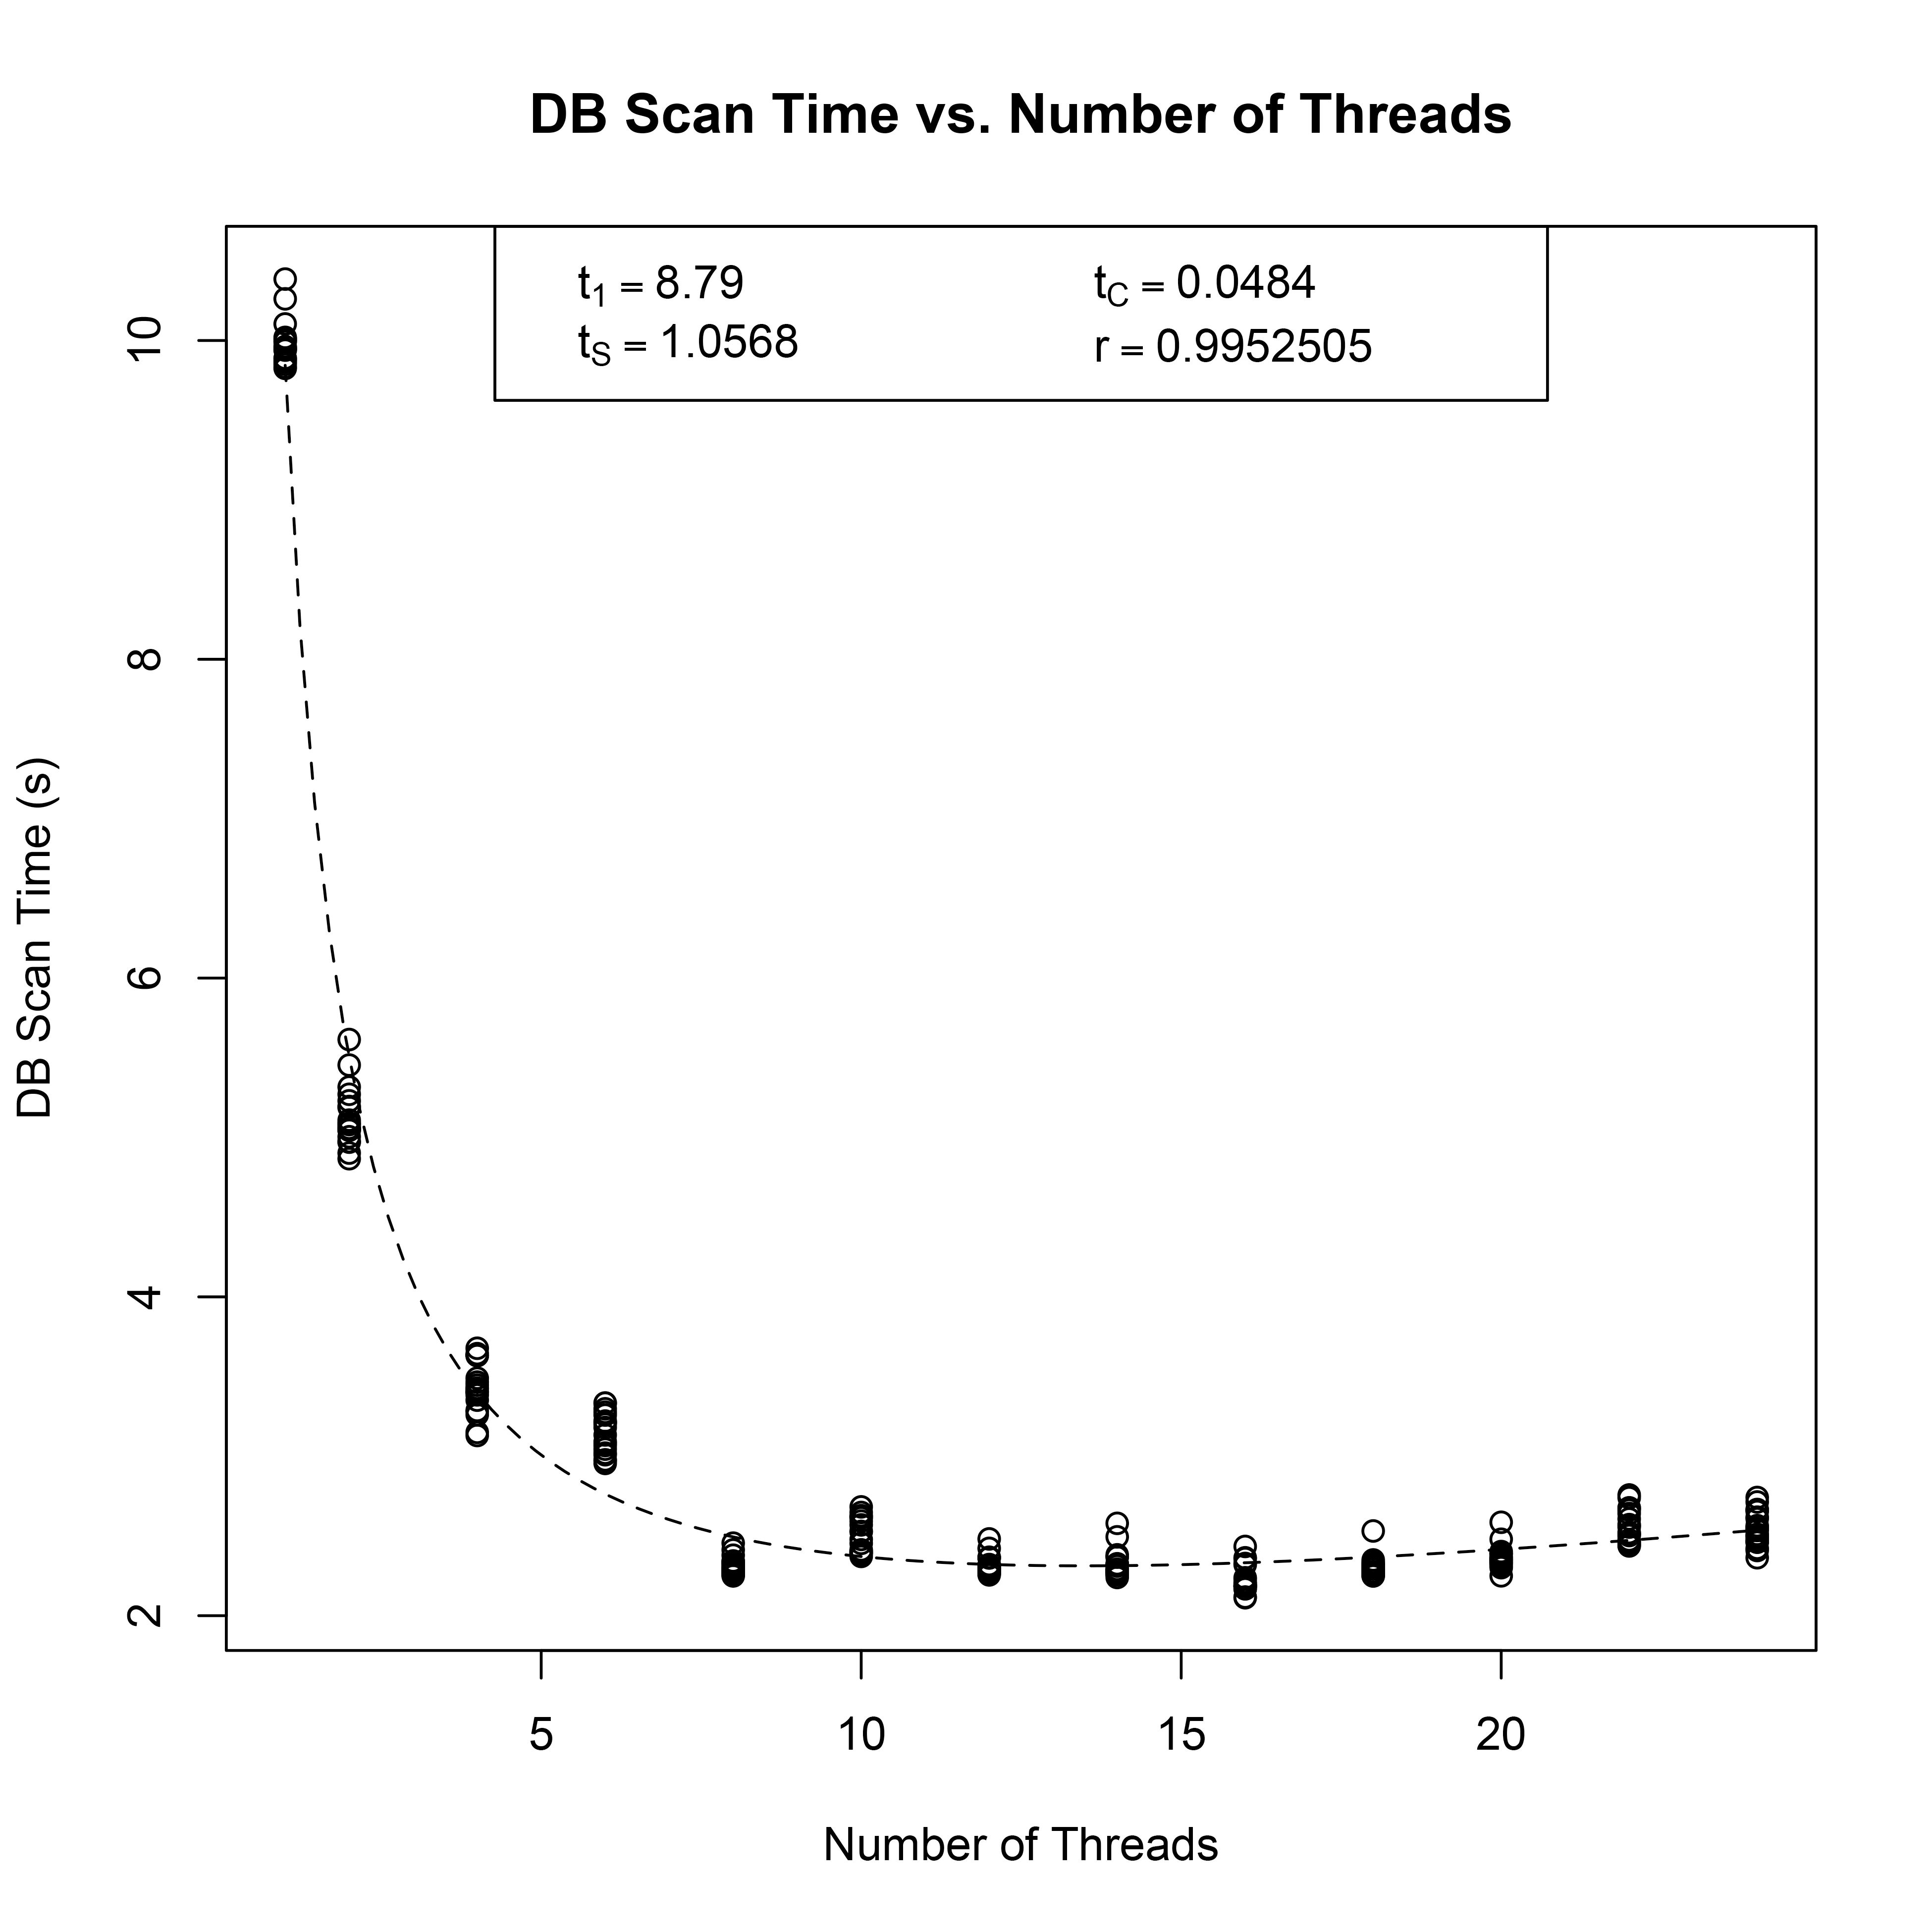 DB Scan Time vs. Number of Threads
t1 = 8.79
tC = 0.0484
tS = 1.0568
r = 0.9952505
10
8
6
4
2
DB Scan Time (s)
5 10 15 20
Number of Threads